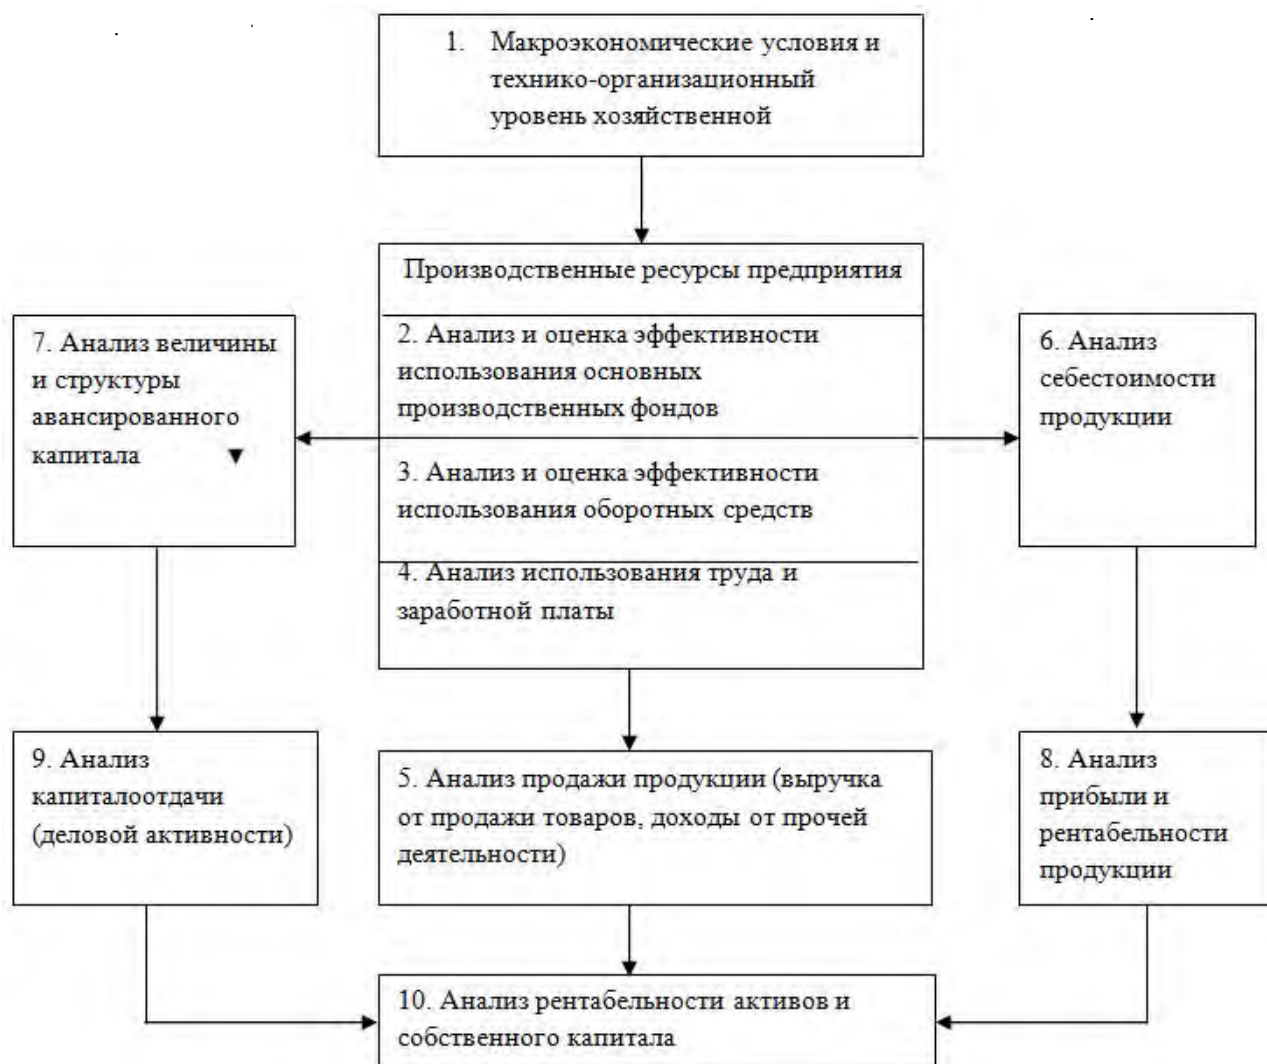 1. Макроэкономические условия и
технико-организационный
уровень хозяйственной
Производственные ресурсы предприятия
2. Анализ и оценка эффективности
использования основных
производственных фондов
3. Анализ и оценка эффективности
использования оборотных средств
4. Анализ использования труда и
заработной платы
7. Анализ величины
и структуры
авансированного
капитала
6. Анализ
себестоимости
продукции
9. Анализ
капиталоотдачи
(деловой активности)
5. Анализ продажи продукции (выручка
от продажи товаров, доходы от прочей
деятельности)
8. Анализ
прибыли и
рентабельности
продукции
10. Анализ рентабельности активов и
собственного капитала